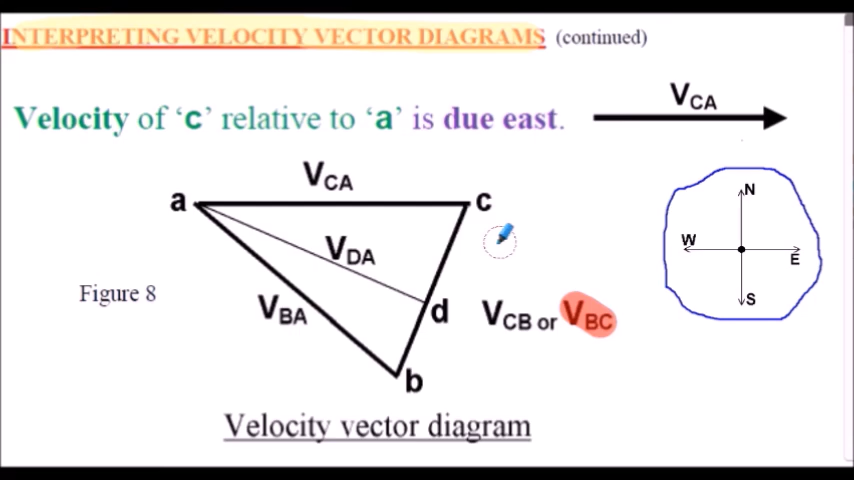 INTERPRETING VELOCITY VECTOR DIAGRAMS (continued)
Velocity of ‘c’ relative to ‘a’ is due east.
VCA
VCA
a
c
N
W
E
S
VDA
Figure 8
VBA
d
VCB or VBC
b
Velocity vector diagram